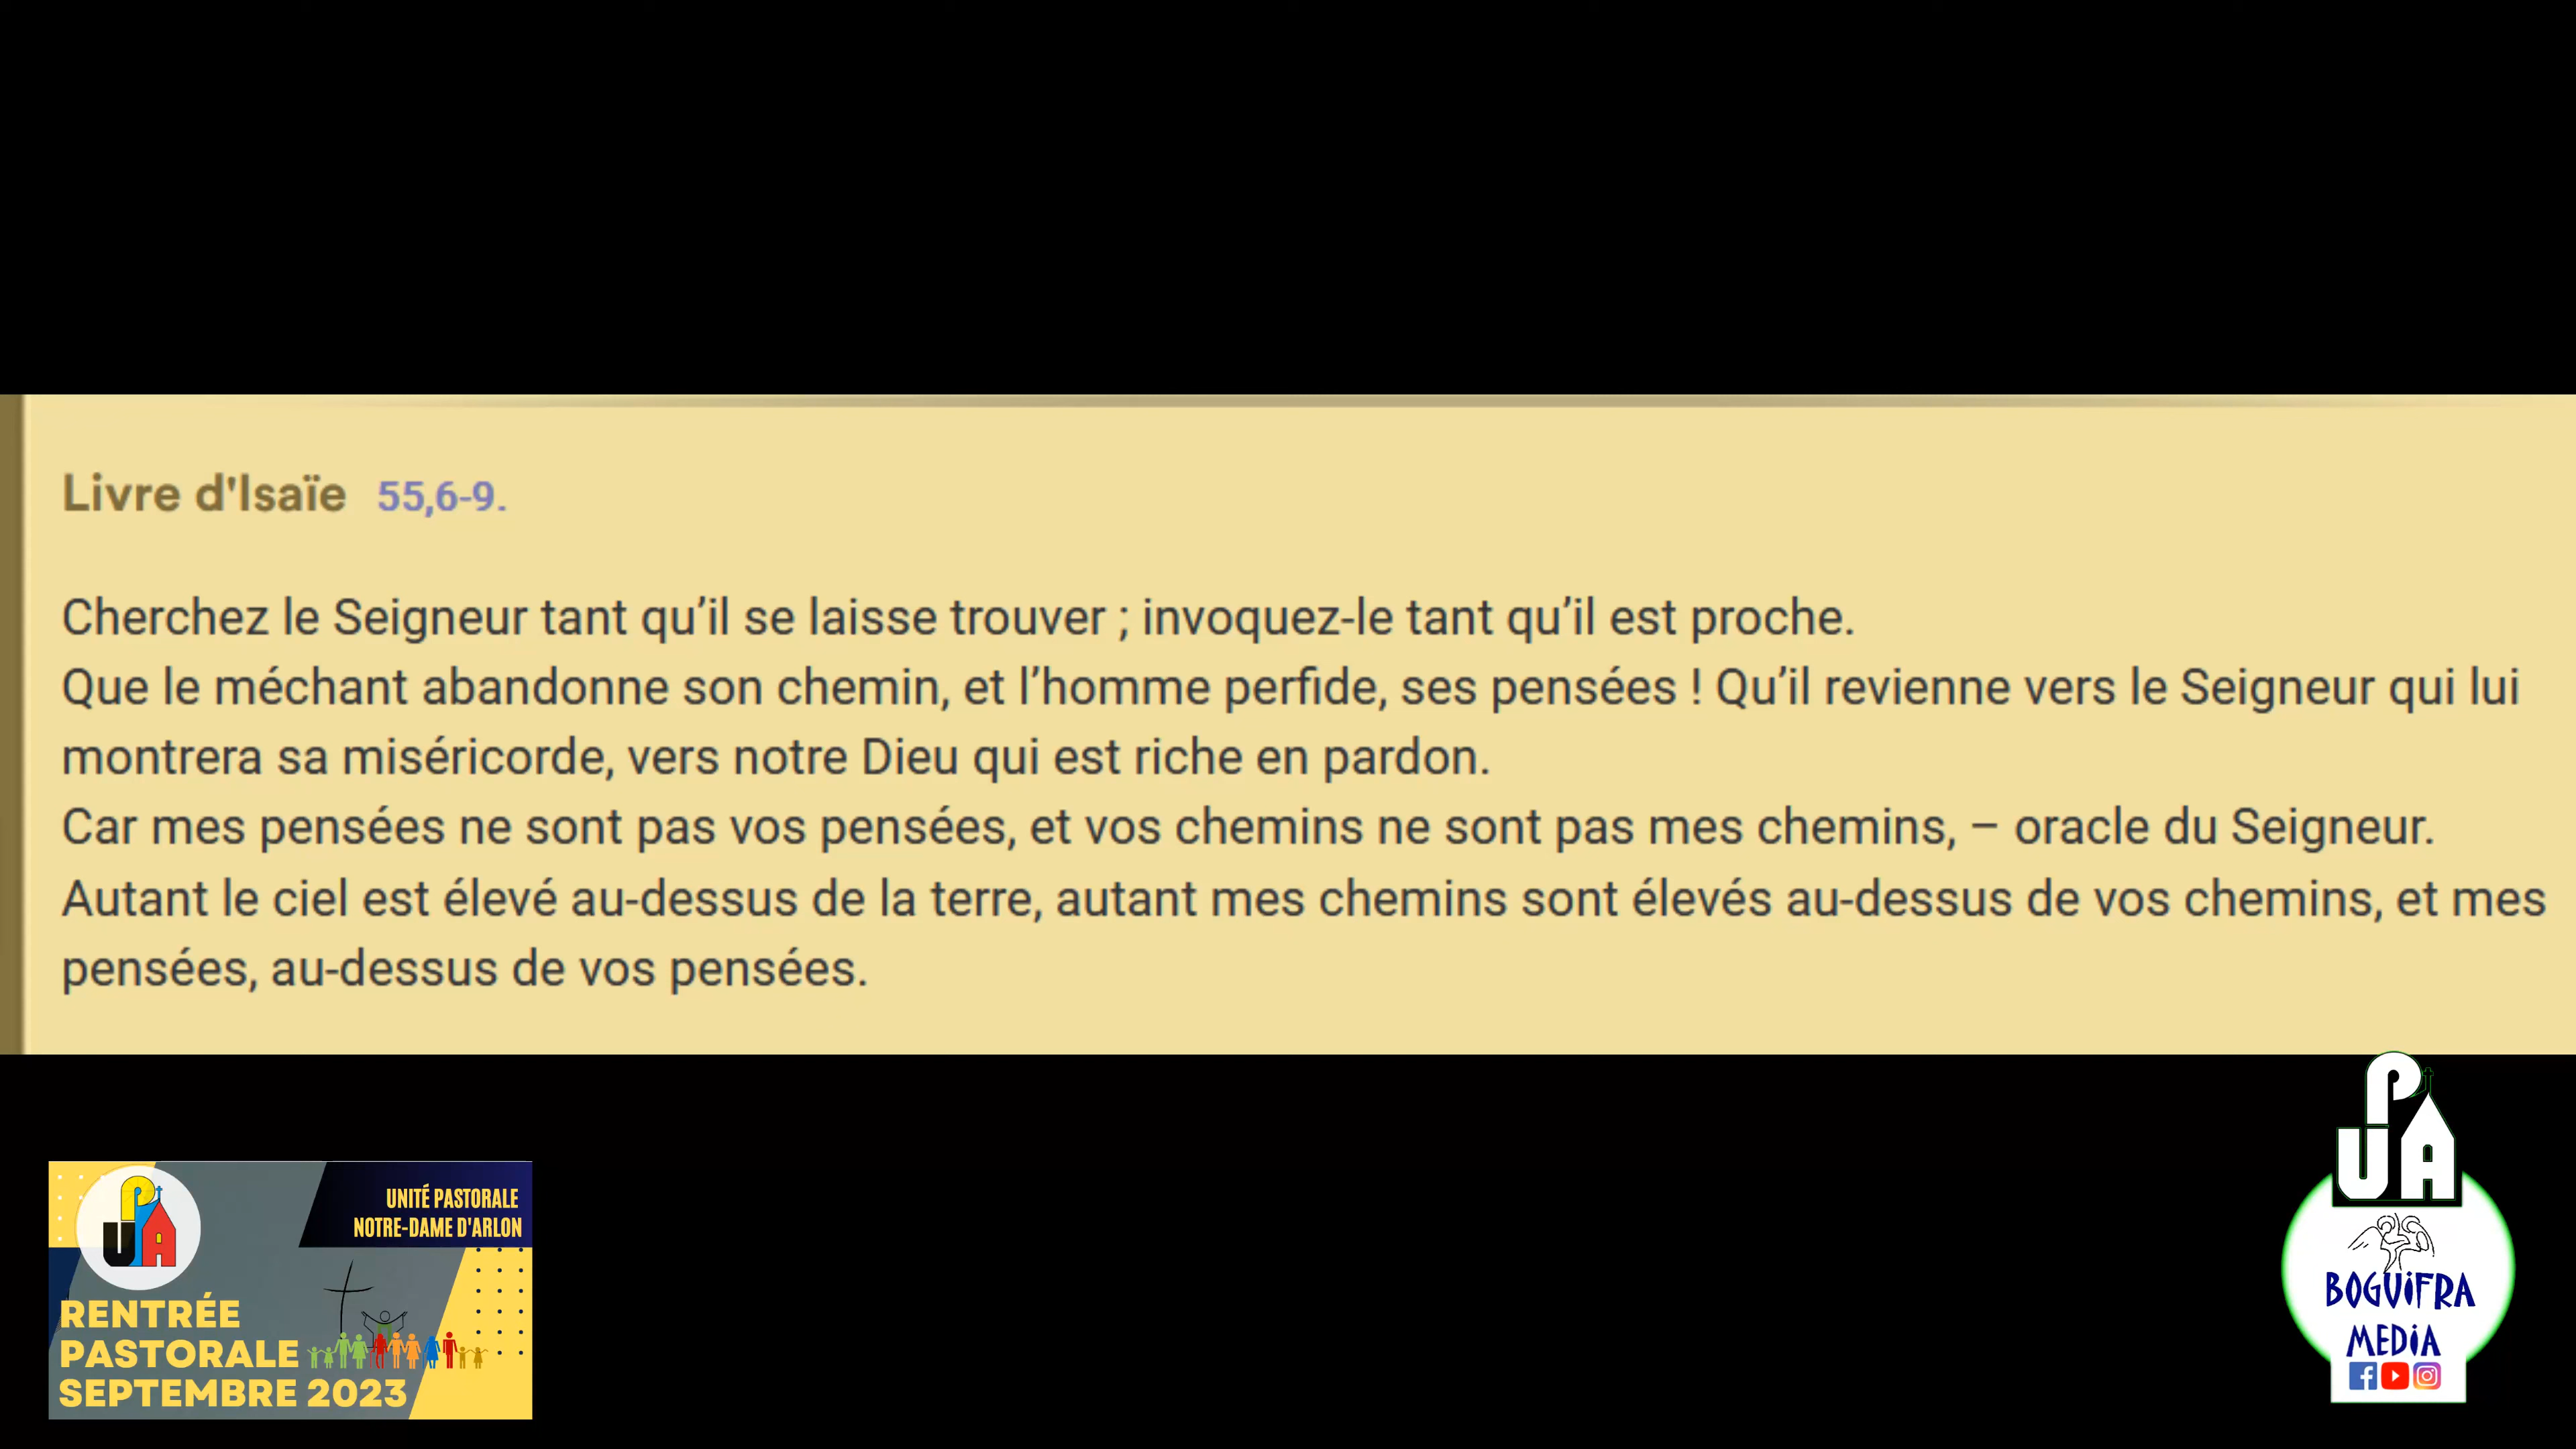 Livre d'Isaïe 55,6-9.
Cherchez le Seigneur tant qu’il se laisse trouver ; invoquez-le tant qu’il est proche.
Que le méchant abandonne son chemin, et l’homme perfide, ses pensées ! Qu’il revienne vers le Seigneur qui lui
montrera sa miséricorde, vers notre Dieu qui est riche en pardon.
Car mes pensées ne sont pas vos pensées, et vos chemins ne sont pas mes chemins, – oracle du Seigneur.
Autant le ciel est élevé au-dessus de la terre, autant mes chemins sont élevés au-dessus de vos chemins, et mes
pensées, au-dessus de vos pensées.
UPA
UNITÉ PASTORALE
NOTRE-DAME D'ARLON
RENTRÉE
PASTORALE
SEPTEMBRE 2023
UPA
BOGUIFRA
MEDIA